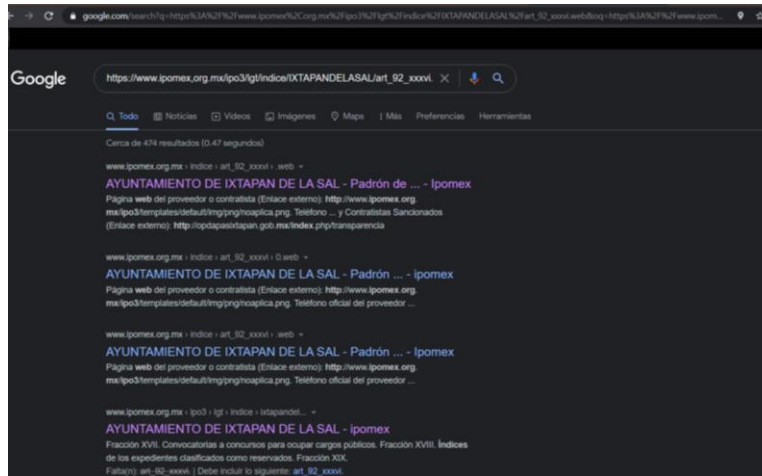 google.com/search?q=https%3A%2F%2Fwww.ipomex%2Corg.mx%2Fipo3%2Flgt%2Findice%2FIXTAPANDELASAL%2Fart_92_xxxvi.web&oq=https%3A%2F%2Fwww.ipom...
Google
https://www.ipomex,org.mx/ipo3/lgt/indice/IXTAPANDELASAL/art_92_xxxvi.
Todo Noticias Videos Imágenes Maps Más Preferencias Herramientas
Cerca de 474 resultados (0.47 segundos)
www.ipomex.org.mx › indice › art_92_xxxvi › .web
AYUNTAMIENTO DE IXTAPAN DE LA SAL - Padrón de ... - Ipomex
Página web del proveedor o contratista (Enlace externo): http://www.ipomex.org.
mx/ipo3/templates/default/img/png/noaplica.png. Teléfono ... y Contratistas Sancionados
(Enlace externo): http://opdapasixtapan.gob.mx/index.php/transparencia
www.ipomex.org.mx › indice › art_92_xxxvi › 0.web
AYUNTAMIENTO DE IXTAPAN DE LA SAL - Padrón ... - ipomex
Página web del proveedor o contratista (Enlace externo): http://www.ipomex.org.
mx/ipo3/templates/default/img/png/noaplica.png. Teléfono oficial del proveedor ...
www.ipomex.org.mx › indice › art_92_xxxvi › .web
AYUNTAMIENTO DE IXTAPAN DE LA SAL - Padrón ... - Ipomex
Página web del proveedor o contratista (Enlace externo): http://www.ipomex.org.
mx/ipo3/templates/default/img/png/noaplica.png. Teléfono oficial del proveedor ...
www.ipomex.org.mx › ipo3 › lgt › indice › ixtapandel...
AYUNTAMIENTO DE IXTAPAN DE LA SAL - ipomex
Fracción XVII. Convocatorias a concursos para ocupar cargos públicos. Fracción XVIII. Índices
de los expedientes clasificados como reservados. Fracción XIX.
Falta(n): art_92_xxxvi. | Debe incluir lo siguiente: art_92_xxxvi.